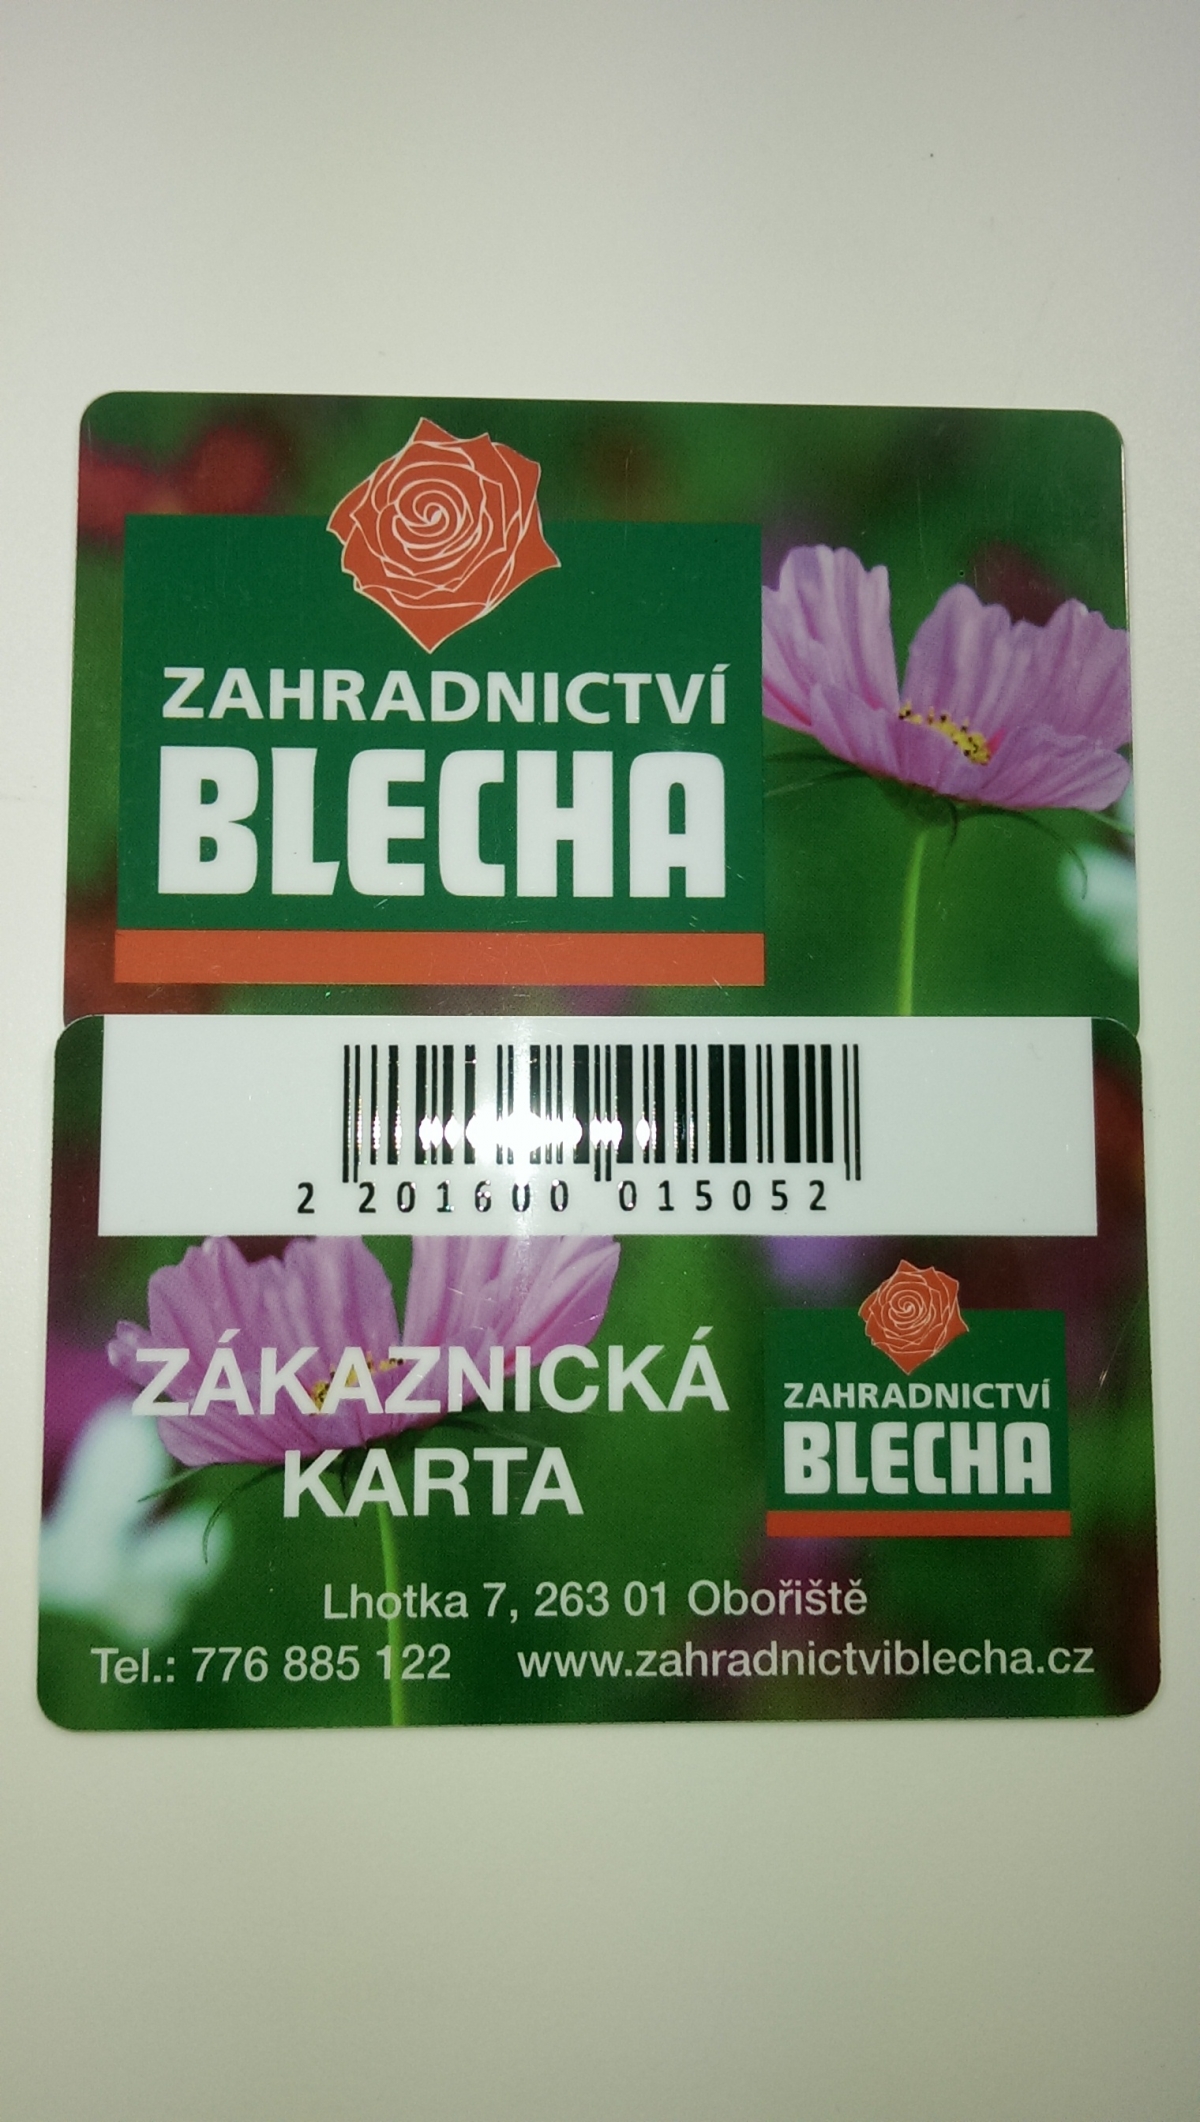 ZAHRADNICTVÍ
BLECHA
2 201600 015052
ZÁKAZNICKÁ
KARTA
ZAHRADNICTVÍ
BLECHA
Lhotka 7, 263 01 Obořiště
Tel.: 776 885 122 www.zahradnictviblecha.cz